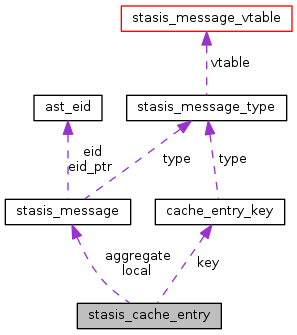 stasis_message_vtable
vtable
ast_eid
stasis_message_type
eid
eid_ptr
type
type
stasis_message
cache_entry_key
aggregate
local
key
stasis_cache_entry